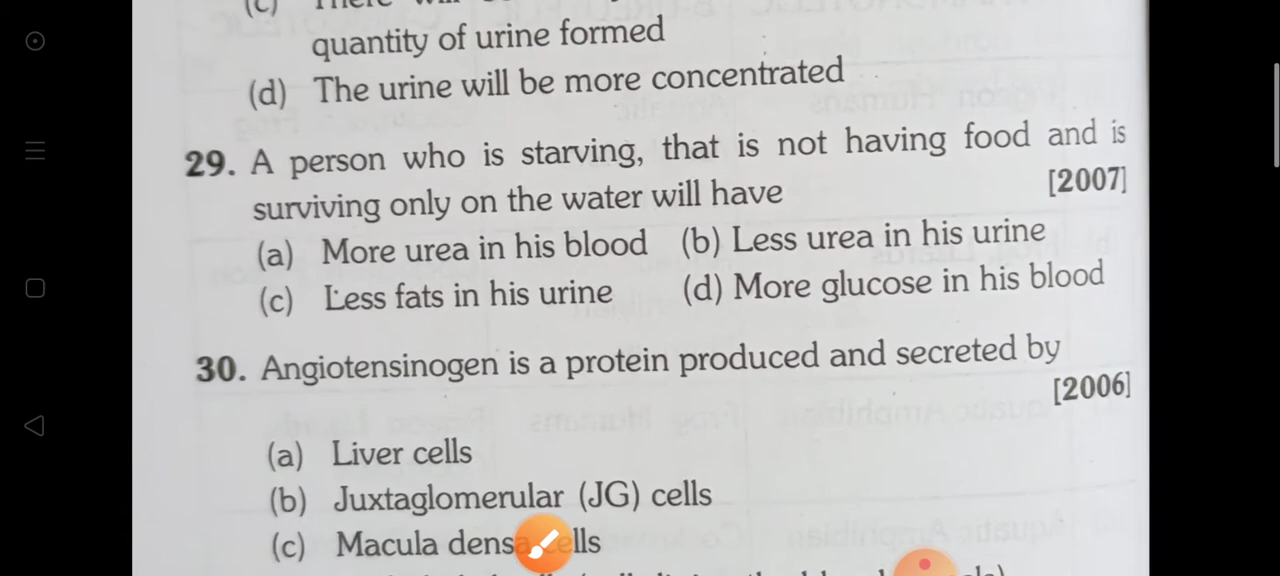 (c) There
quantity of urine formed
(d) The urine will be more concentrated
29. A person who is starving, that is not having food and is
surviving only on the water will have [2007]
(a) More urea in his blood (b) Less urea in his urine
(c) Less fats in his urine (d) More glucose in his blood
30. Angiotensinogen is a protein produced and secreted by
[2006]
(a) Liver cells
(b) Juxtaglomerular (JG) cells
(c) Macula densa cells